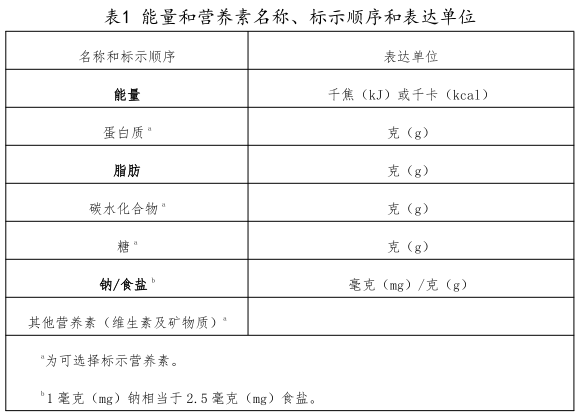 表1 能量和营养素名称、标示顺序和表达单位
名称和标示顺序 表达单位
能量 千焦（kJ）或千卡（kcal）
蛋白质ᵃ 克（g）
脂肪 克（g）
碳水化合物ᵃ 克（g）
糖ᵃ 克（g）
钠/食盐ᵇ 毫克（mg）/克（g）
其他营养素（维生素及矿物质）ᵃ
ᵃ为可选择标示营养素。
ᵇ1毫克（mg）钠相当于2.5毫克（mg）食盐。